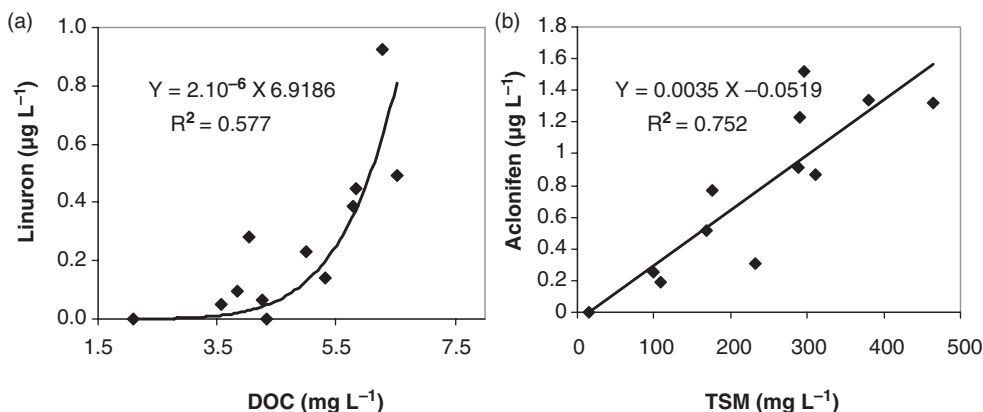 (a)
1.0
0.8
0.6
0.4
0.2
0.0
Linuron (µg L⁻¹)
Y = 2.10⁻⁶ X 6.9186
R² = 0.577
1.5 3.5 5.5 7.5
DOC (mg L⁻¹)
(b)
1.8
1.6
1.4
1.2
1
0.8
0.6
0.4
0.2
0
Aclonifen (µg L⁻¹)
Y = 0.0035 X –0.0519
R² = 0.752
0 100 200 300 400 500
TSM (mg L⁻¹)